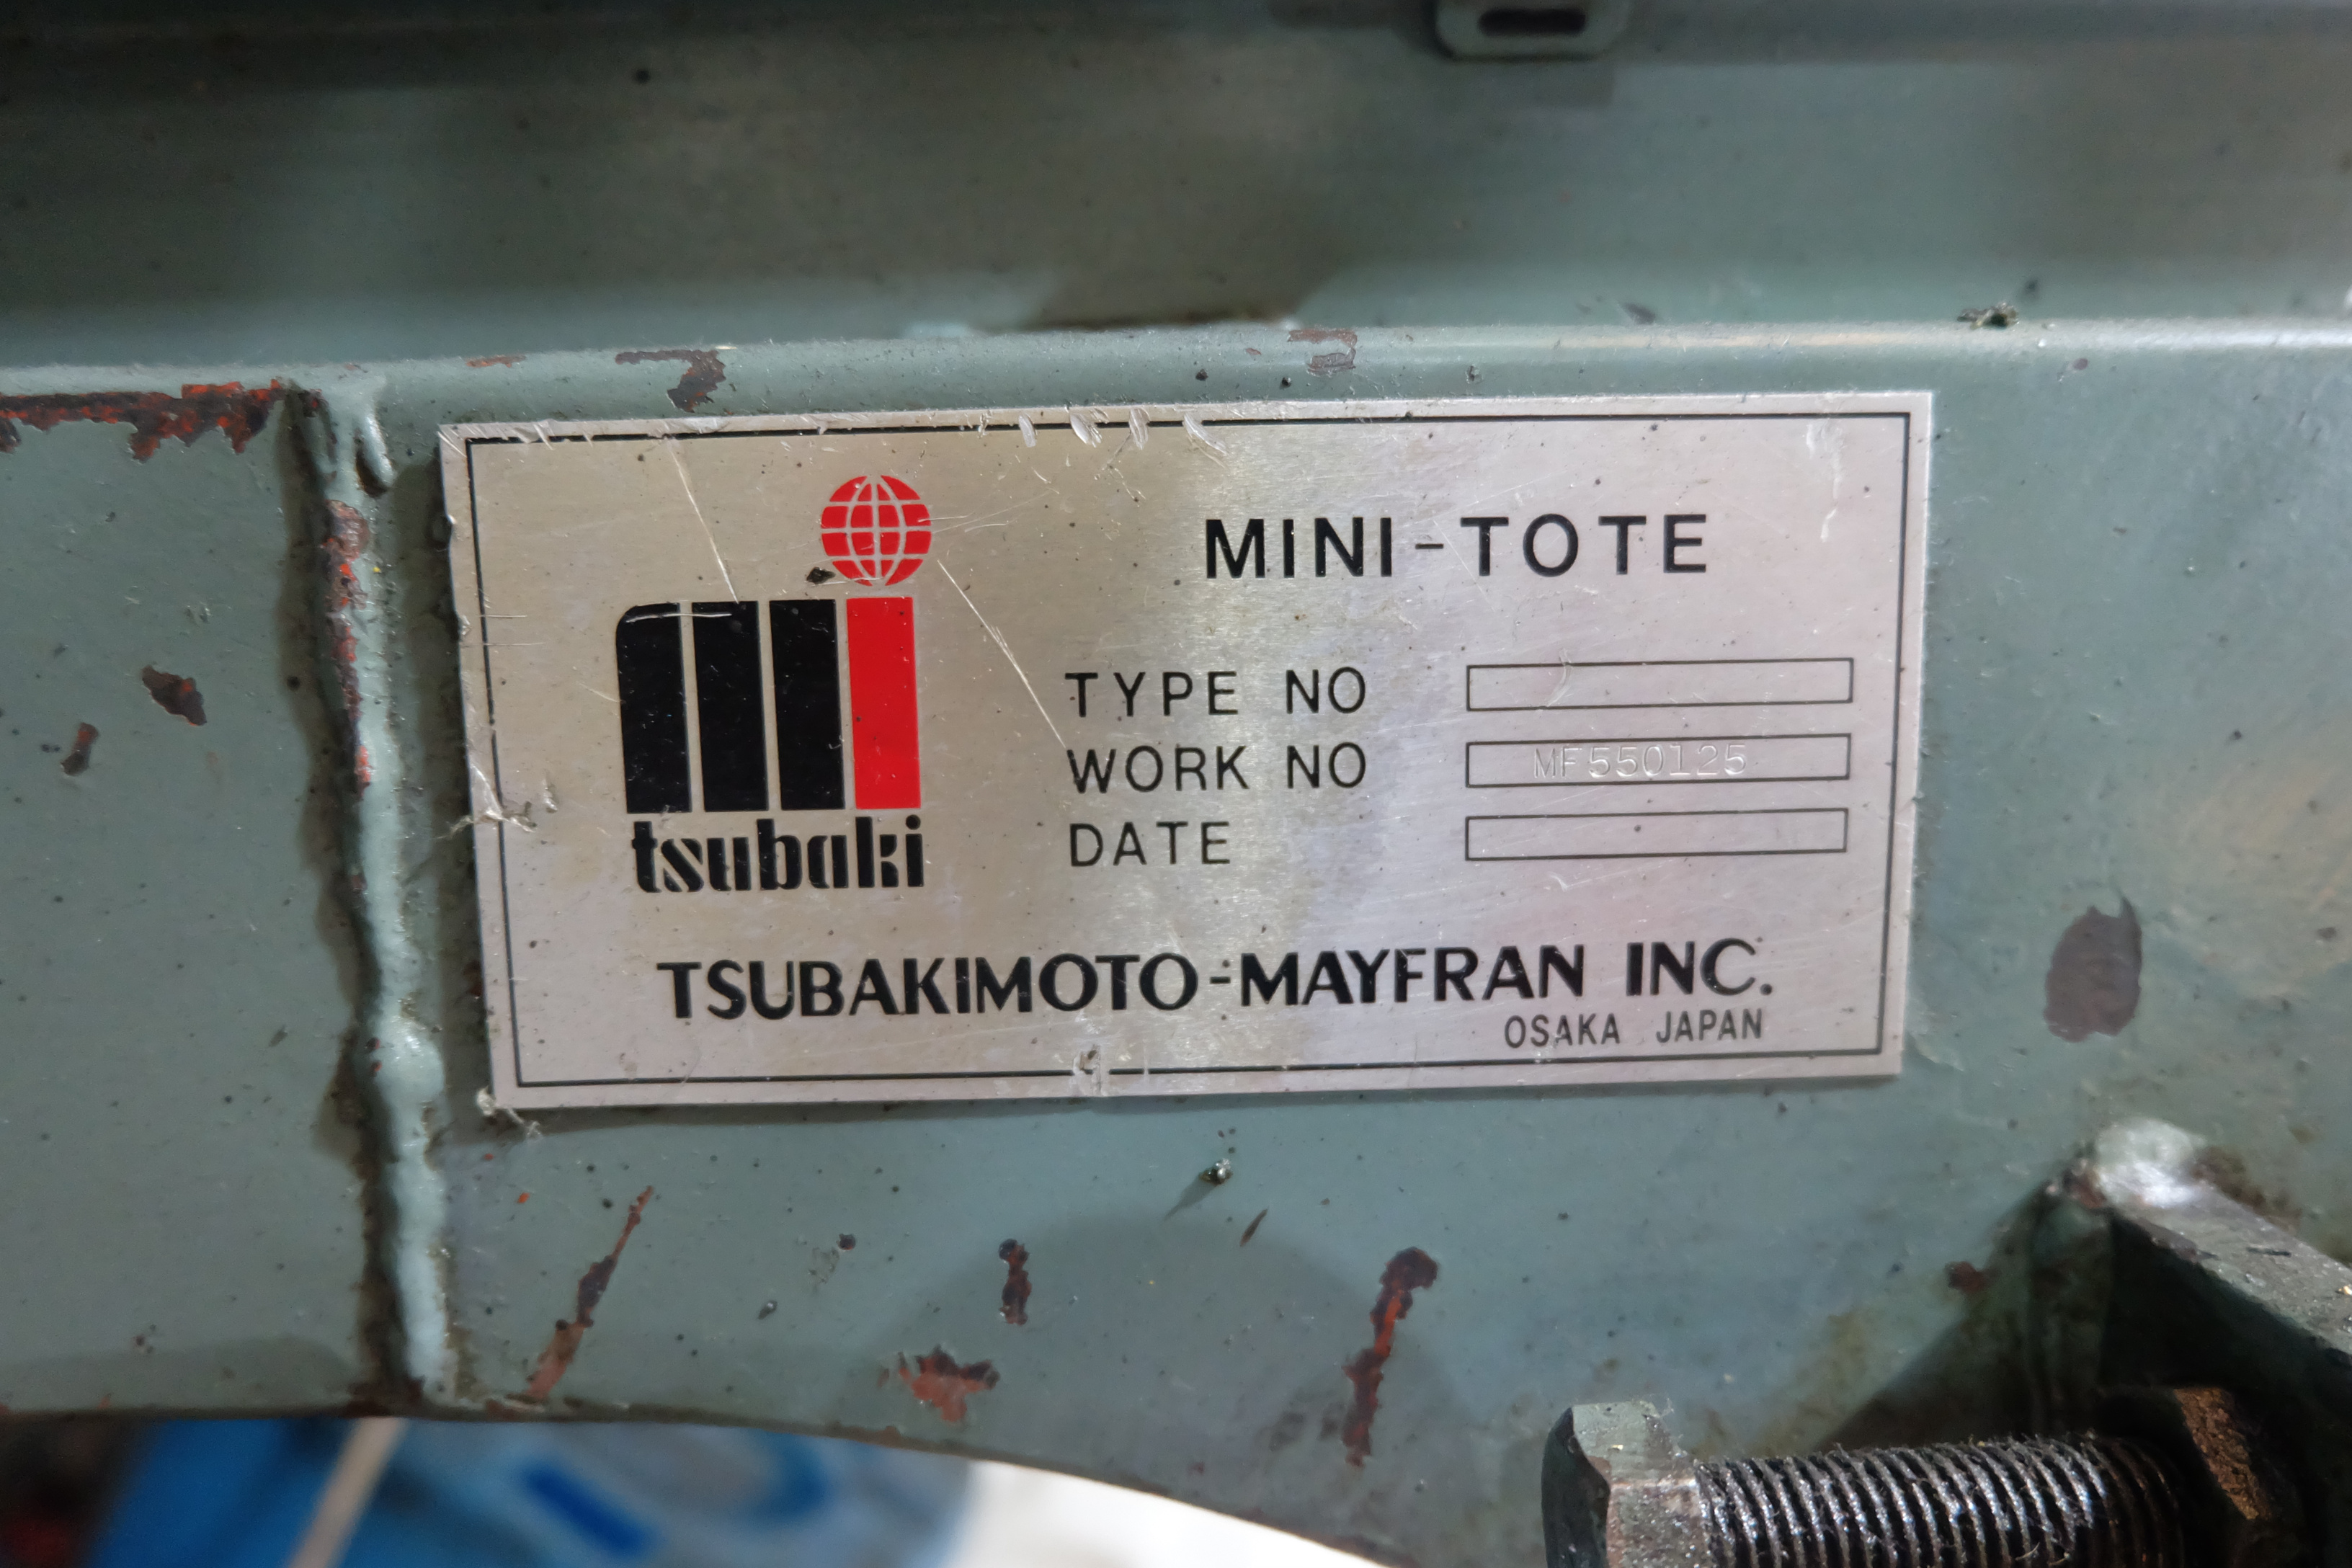 MINI-TOTE
tsubaki
TYPE NO
WORK NO MF550125
DATE
TSUBAKIMOTO-MAYFRAN INC.
OSAKA JAPAN